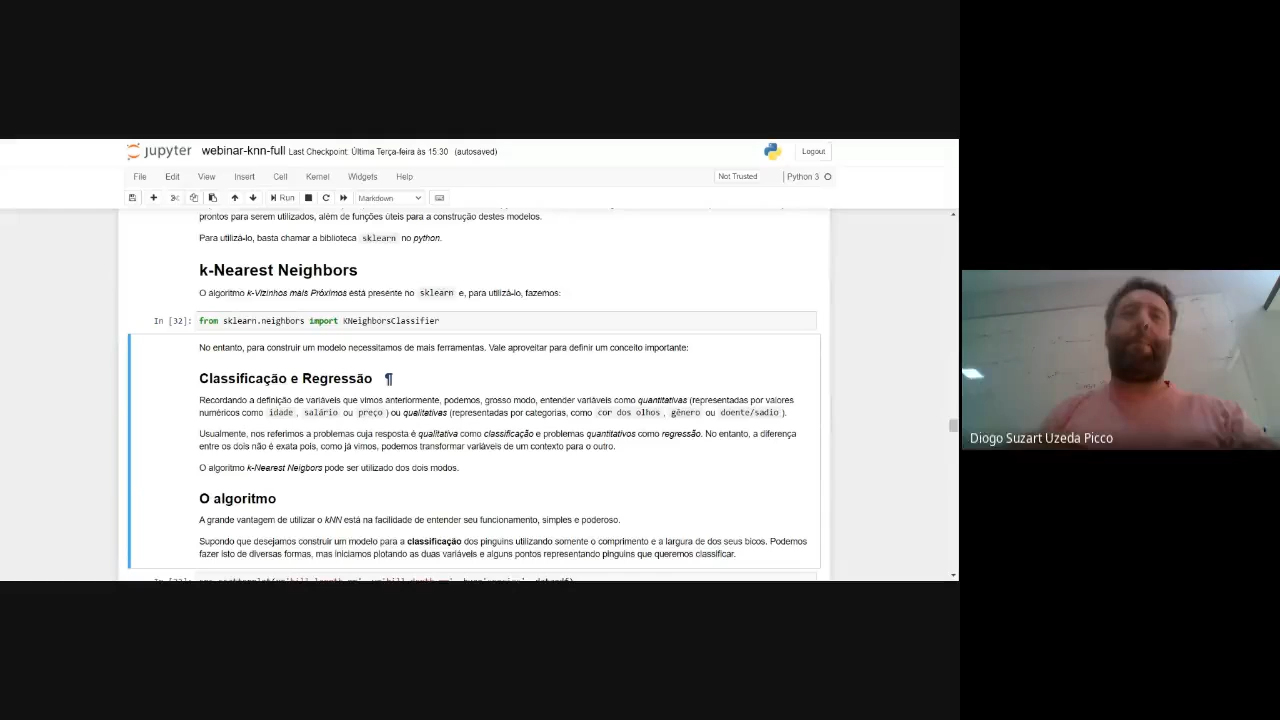 jupyter webinar-knn-full Last Checkpoint: Última Terça-feira às 15:30 (autosaved) Logout
File Edit View Insert Cell Kernel Widgets Help Not Trusted Python 3
Run Markdown
prontos para serem utilizados, além de funções úteis para a construção destes modelos.
Para utilizá-lo, basta chamar a biblioteca sklearn no python.
k-Nearest Neighbors
O algoritmo k-Vizinhos mais Próximos está presente no sklearn e, para utilizá-lo, fazemos:
In [32]: from sklearn.neighbors import KNeighborsClassifier
No entanto, para construir um modelo necessitamos de mais ferramentas. Vale aproveitar para definir um conceito importante:
Classificação e Regressão ¶
Recordando a definição de variáveis que vimos anteriormente, podemos, grosso modo, entender variáveis como quantitativas (representadas por valores
numéricos como idade, salário ou preço) ou qualitativas (representadas por categorias, como cor dos olhos, gênero ou doente/sadio).
Usualmente, nos referimos a problemas cuja resposta é qualitativa como classificação e problemas quantitativos como regressão. No entanto, a diferença
entre os dois não é exata pois, como já vimos, podemos transformar variáveis de um contexto para o outro.
O algoritmo k-Nearest Neigbors pode ser utilizado dos dois modos.
O algoritmo
A grande vantagem de utilizar o kNN está na facilidade de entender seu funcionamento, simples e poderoso.
Supondo que desejamos construir um modelo para a classificação dos pinguins utilizando somente o comprimento e a largura de dos seus bicos. Podemos
fazer isto de diversas formas, mas iniciamos plotando as duas variáveis e alguns pontos representando pinguins que queremos classificar.
Diogo Suzart Uzeda Picco